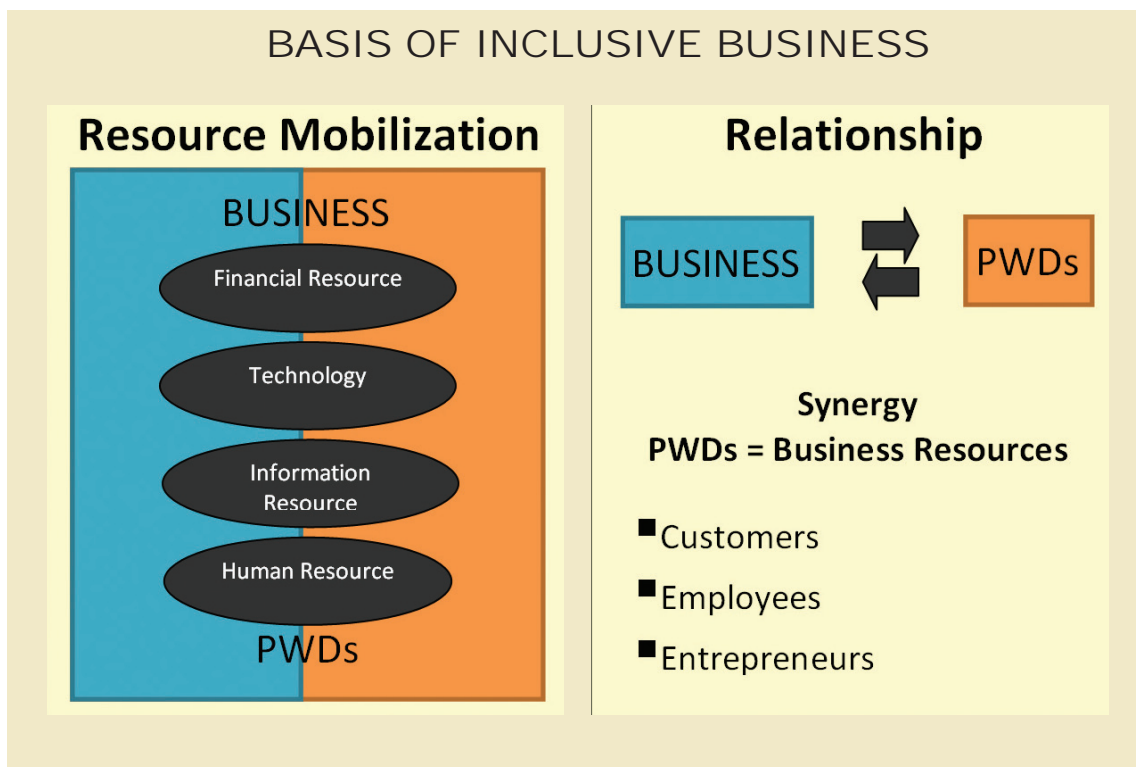 BASIS OF INCLUSIVE BUSINESS
Resource Mobilization
BUSINESS
Financial Resource
Technology
Information
Resource
Human Resource
PWDs
Relationship
BUSINESS
PWDs
Synergy
PWDs = Business Resources
▪Customers
▪Employees
▪Entrepreneurs